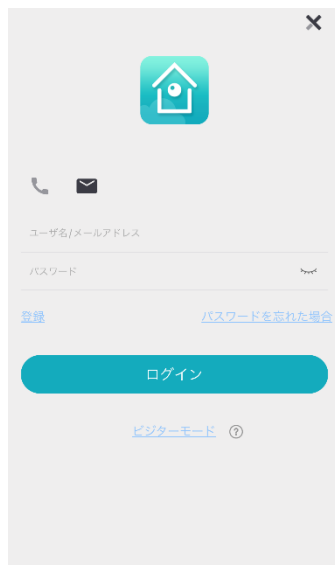 ユーザ名/メールアドレス
パスワード
登録 パスワードを忘れた場合
ログイン
ビジターモード ?